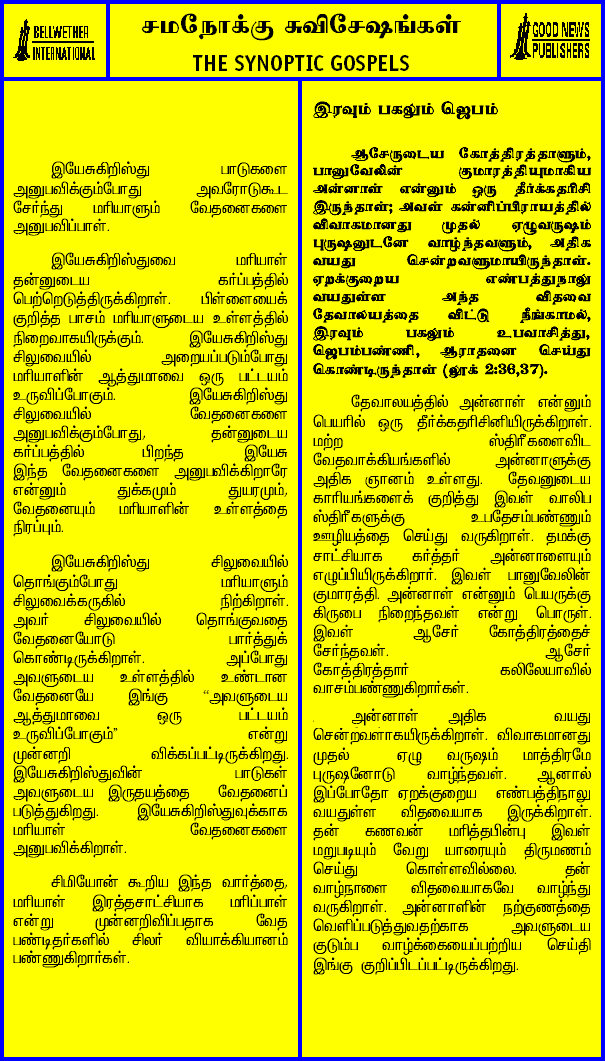 BELLWETHER
INTERNATIONAL
சமநோக்கு சுவிசேஷங்கள்
THE SYNOPTIC GOSPELS
GOOD NEWS
PUBLISHERS
இயேசுகிறிஸ்து பாடுகளை
அனுபவிக்கும்போது அவரோடுகூட
சேர்ந்து மரியாளும் வேதனைகளை
அனுபவிப்பாள்.
இயேசுகிறிஸ்துவை மரியாள்
தன்னுடைய கர்ப்பத்தில்
பெற்றெடுத்திருக்கிறாள். பிள்ளையைக்
குறித்த பாசம் மரியாளுடைய உள்ளத்தில்
நிறைவாகயிருக்கும். இயேசுகிறிஸ்து
சிலுவையில் அறையப்படும்போது
மரியாளின் ஆத்துமாவை ஒரு பட்டயம்
உருவிப்போகும். இயேசுகிறிஸ்து
சிலுவையில் வேதனைகளை
அனுபவிக்கும்போது, தன்னுடைய
கர்ப்பத்தில் பிறந்த இயேசு
இந்த வேதனைகளை அனுபவிக்கிறாரே
என்னும் துக்கமும் துயரமும்,
வேதனையும் மரியாளின் உள்ளத்தை
நிரப்பும்.
இயேசுகிறிஸ்து சிலுவையில்
தொங்கும்போது மரியாளும்
சிலுவைக்கருகில் நிற்கிறாள்.
அவர் சிலுவையில் தொங்குவதை
வேதனையோடு பார்த்துக்
கொண்டிருக்கிறாள். அப்போது
அவளுடைய உள்ளத்தில் உண்டான
வேதனையே இங்கு “அவளுடைய
ஆத்துமாவை ஒரு பட்டயம்
உருவிப்போகும்” என்று
முன்னறி விக்கப்பட்டிருக்கிறது.
இயேசுகிறிஸ்துவின் பாடுகள்
அவளுடைய இருதயத்தை வேதனைப்
படுத்துகிறது. இயேசுகிறிஸ்துவுக்காக
மரியாள் வேதனைகளை
அனுபவிக்கிறாள்.
சிமியோன் கூறிய இந்த வார்த்தை,
மரியாள் இரத்தசாட்சியாக மரிப்பாள்
என்று முன்னறிவிப்பதாக வேத
பண்டிதர்களில் சிலர் வியாக்கியானம்
பண்ணுகிறார்கள்.
இரவும் பகலும் ஜெபம்
ஆசேருடைய கோத்திரத்தாளும்,
பானுவேலின் குமாரத்தியுமாகிய
அன்னாள் என்னும் ஒரு தீர்க்கதரிசி
இருந்தாள்; அவள் கன்னிப்பிராயத்தில்
விவாகமானது முதல் ஏழுவருஷம்
புருஷனுடனே வாழ்ந்தவளும், அதிக
வயது சென்றவளுமாயிருந்தாள்.
ஏறக்குறைய எண்பத்துநாலு
வயதுள்ள அந்த விதவை
தேவாலயத்தை விட்டு நீங்காமல்,
இரவும் பகலும் உபவாசித்து,
ஜெபம்பண்ணி, ஆராதனை செய்து
கொண்டிருந்தாள் (லூக் 2:36,37).
தேவாலயத்தில் அன்னாள் என்னும்
பெயரில் ஒரு தீர்க்கதரிசினியிருக்கிறாள்.
மற்ற ஸ்திரீகளைவிட
வேதவாக்கியங்களில் அன்னாளுக்கு
அதிக ஞானம் உள்ளது. தேவனுடைய
காரியங்களைக் குறித்து இவள் வாலிப
ஸ்திரீகளுக்கு உபதேசம்பண்ணும்
ஊழியத்தை செய்து வருகிறாள். தமக்கு
சாட்சியாக கர்த்தர் அன்னாளையும்
எழுப்பியிருக்கிறார். இவள் பானுவேலின்
குமாரத்தி. அன்னாள் என்னும் பெயருக்கு
கிருபை நிறைந்தவள் என்று பொருள்.
இவள் ஆசேர் கோத்திரத்தைச்
சேர்ந்தவள். ஆசேர்
கோத்திரத்தார் கலிலேயாவில்
வாசம்பண்ணுகிறார்கள்.
அன்னாள் அதிக வயது
சென்றவளாகயிருக்கிறாள். விவாகமானது
முதல் ஏழு வருஷம் மாத்திரமே
புருஷனோடு வாழ்ந்தவள். ஆனால்
இப்போதோ ஏறக்குறைய எண்பத்திநாலு
வயதுள்ள விதவையாக இருக்கிறாள்.
தன் கணவன் மரித்தபின்பு இவள்
மறுபடியும் வேறு யாரையும் திருமணம்
செய்து கொள்ளவில்லை. தன்
வாழ்நாளை விதவையாகவே வாழ்ந்து
வருகிறாள். அன்னாளின் நற்குணத்தை
வெளிப்படுத்துவதற்காக அவளுடைய
குடும்ப வாழ்க்கையைப்பற்றிய செய்தி
இங்கு குறிப்பிடப்பட்டிருக்கிறது.